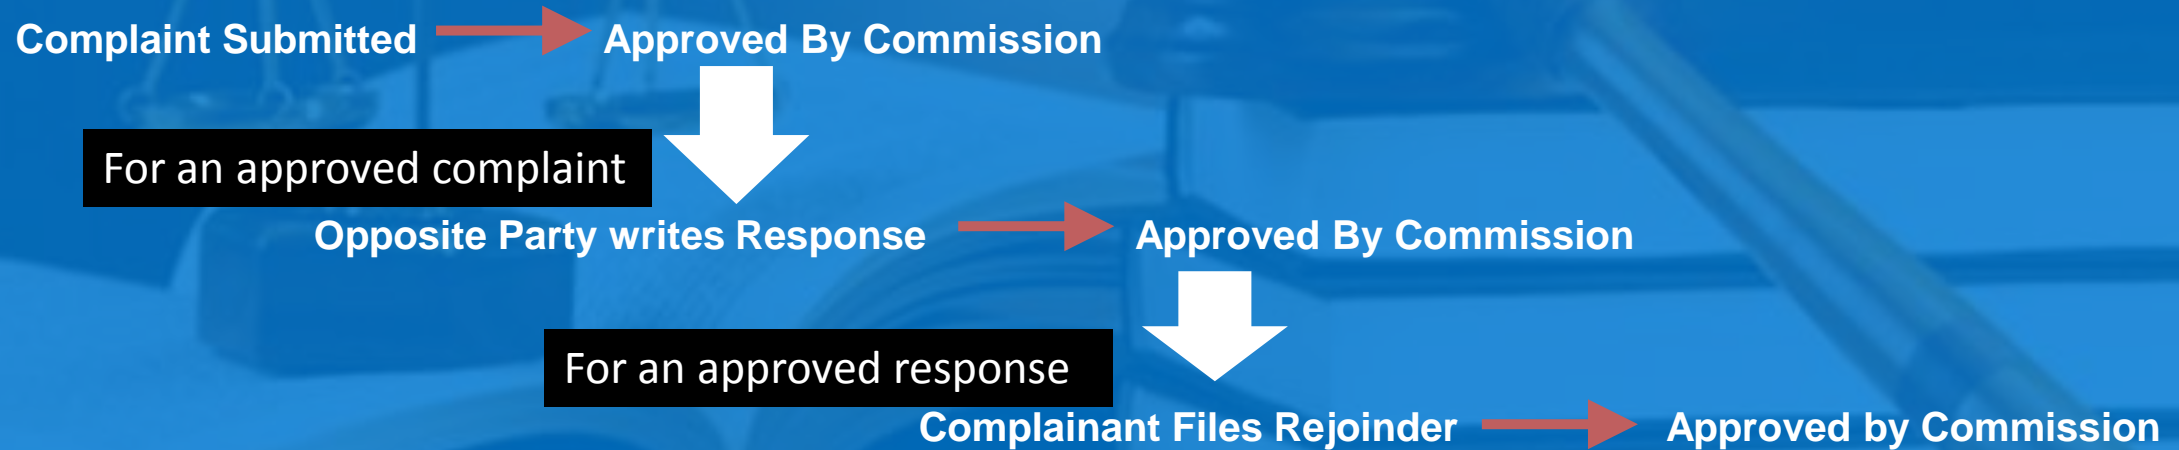 Complaint Submitted
Approved By Commission
For an approved complaint
Opposite Party writes Response
Approved By Commission
For an approved response
Complainant Files Rejoinder
Approved by Commission